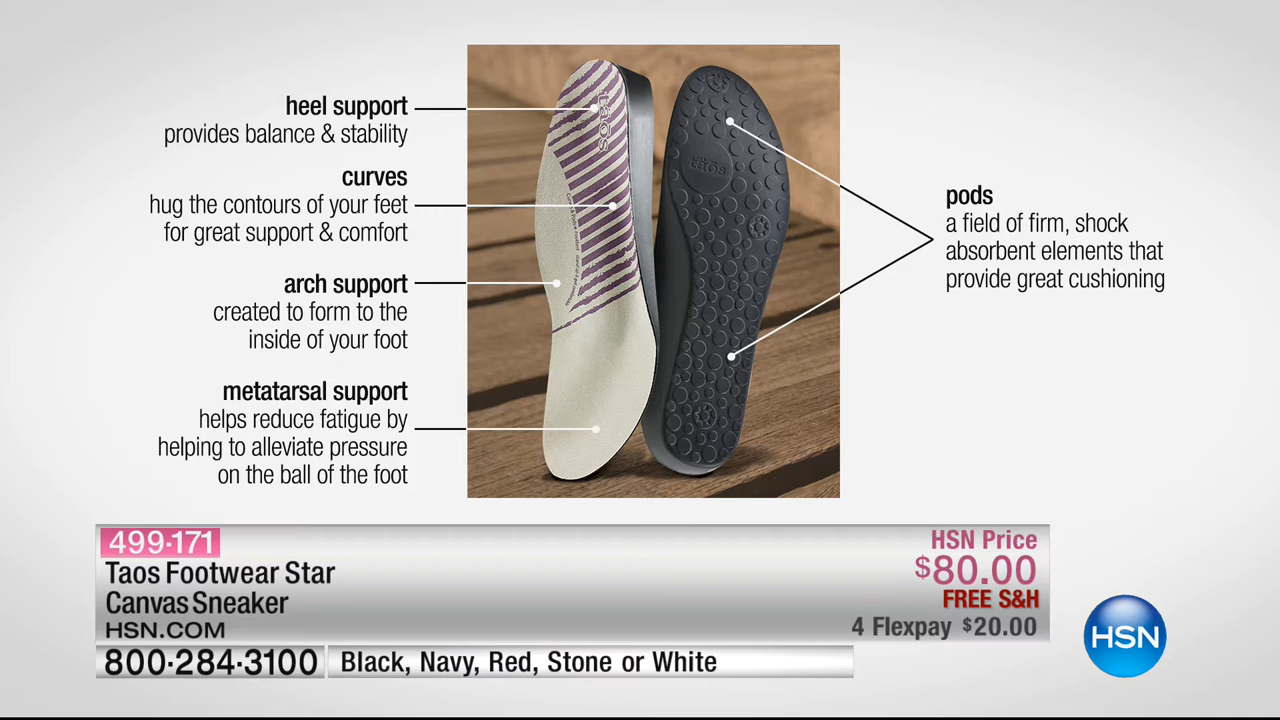 heel support
provides balance & stability
curves
hug the contours of your feet
for great support & comfort
arch support
created to form to the
inside of your foot
metatarsal support
helps reduce fatigue by
helping to alleviate pressure
on the ball of the foot
taos
taos
pods
a field of firm, shock
absorbent elements that
provide great cushioning
499·171
Taos Footwear Star
Canvas Sneaker
HSN.COM
HSN Price
$80.00
FREE S&H
4 Flexpay $20.00
800·284·3100
Black, Navy, Red, Stone or White
HSN